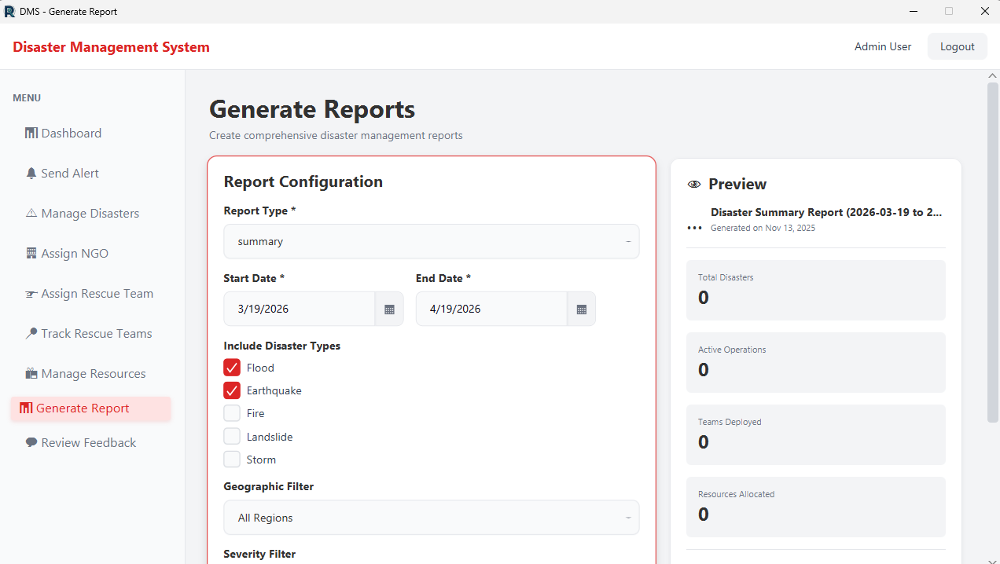 DMS - Generate Report
Disaster Management System
Admin User
Logout
MENU
Dashboard
Send Alert
Manage Disasters
Assign NGO
Assign Rescue Team
Track Rescue Teams
Manage Resources
Generate Report
Review Feedback
Generate Reports
Create comprehensive disaster management reports
Report Configuration
Report Type *
summary
Start Date *
End Date *
3/19/2026
4/19/2026
Include Disaster Types
Flood
Earthquake
Fire
Landslide
Storm
Geographic Filter
All Regions
Severity Filter
Preview
Disaster Summary Report (2026-03-19 to 2...
Generated on Nov 13, 2025
Total Disasters
0
Active Operations
0
Teams Deployed
0
Resources Allocated
0